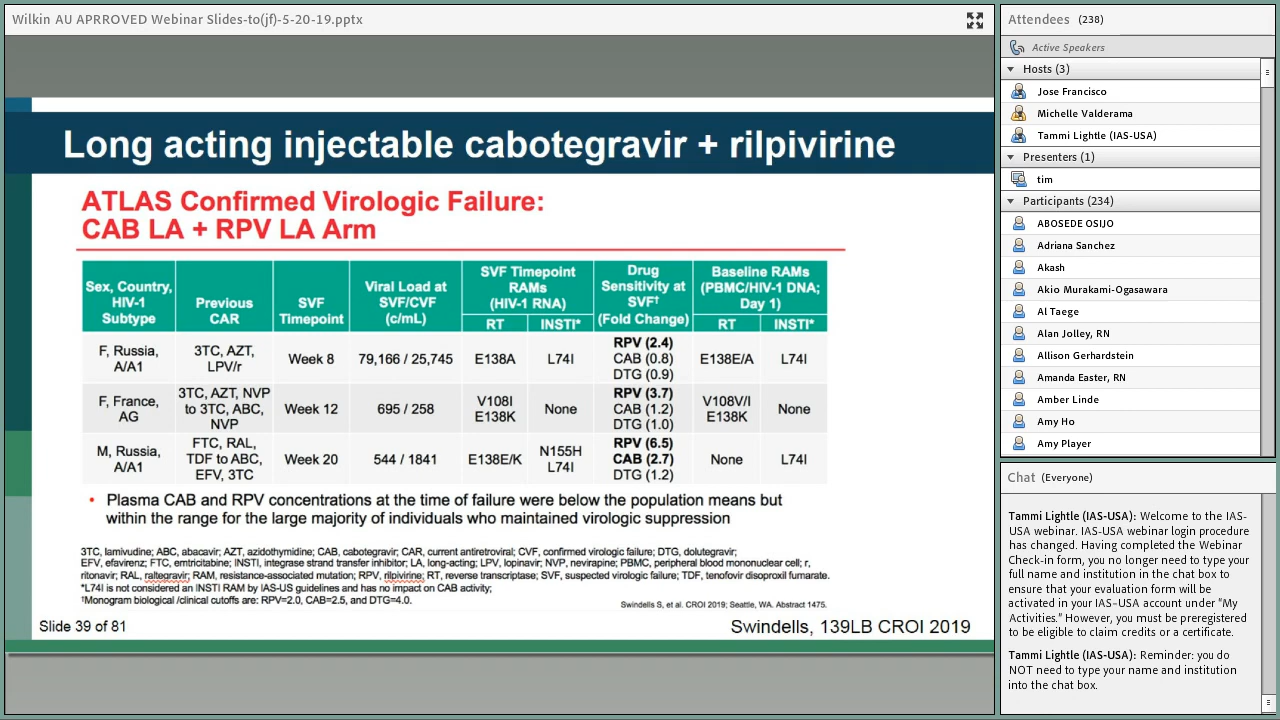 Wilkin AU APRROVED Webinar Slides-to(jf)-5-20-19.pptx
Long acting injectable cabotegravir + rilpivirine
ATLAS Confirmed Virologic Failure:
CAB LA + RPV LA Arm
Sex, Country,
HIV-1
Subtype
Previous
CAR
SVF
Timepoint
Viral Load at
SVF/CVF
(c/mL)
SVF Timepoint
RAMs
(HIV-1 RNA)
RT
INSTI*
Drug
Sensitivity at
SVF†
(Fold Change)
Baseline RAMs
(PBMC/HIV-1 DNA;
Day 1)
RT
INSTI*
F, Russia,
A/A1
3TC, AZT,
LPV/r
Week 8
79,166 / 25,745
E138A
L74I
RPV (2.4)
CAB (0.8)
DTG (0.9)
E138E/A
L74I
F, France,
AG
3TC, AZT, NVP
to 3TC, ABC,
NVP
Week 12
695 / 258
V108I
E138K
None
RPV (3.7)
CAB (1.2)
DTG (1.0)
V108V/I
E138K
None
M, Russia,
A/A1
FTC, RAL,
TDF to ABC,
EFV, 3TC
Week 20
544 / 1841
E138E/K
N155H
L74I
RPV (6.5)
CAB (2.7)
DTG (1.2)
None
L74I
• Plasma CAB and RPV concentrations at the time of failure were below the population means but
within the range for the large majority of individuals who maintained virologic suppression
3TC, lamivudine; ABC, abacavir; AZT, azidothymidine; CAB, cabotegravir; CAR, current antiretroviral; CVF, confirmed virologic failure; DTG, dolutegravir;
EFV, efavirenz; FTC, emtricitabine; INSTI, integrase strand transfer inhibitor; LA, long-acting; LPV, lopinavir; NVP, nevirapine; PBMC, peripheral blood mononuclear cell; r,
ritonavir; RAL, raltegravir; RAM, resistance-associated mutation; RPV, rilpivirine; RT, reverse transcriptase; SVF, suspected virologic failure; TDF, tenofovir disoproxil fumarate.
*L74I is not considered an INSTI RAM by IAS-US guidelines and has no impact on CAB activity;
†Monogram biological /clinical cutoffs are: RPV=2.0, CAB=2.5, and DTG=4.0.
Swindells S, et al. CROI 2019; Seattle, WA. Abstract 1475.
Slide 39 of 81
Swindells, 139LB CROI 2019
Attendees (238)
Active Speakers
Hosts (3)
Jose Francisco
Michelle Valderama
Tammi Lightle (IAS-USA)
Presenters (1)
tim
Participants (234)
ABOSEDE OSIJO
Adriana Sanchez
Akash
Akio Murakami-Ogasawara
Al Taege
Alan Jolley, RN
Allison Gerhardstein
Amanda Easter, RN
Amber Linde
Amy Ho
Amy Player
Chat (Everyone)
Tammi Lightle (IAS-USA): Welcome to the IAS-
USA webinar. IAS-USA webinar login procedure
has changed. Having completed the Webinar
Check-in form, you no longer need to type your
full name and institution in the chat box to
ensure that your evaluation form will be
activated in your IAS–USA account under "My
Activities." However, you must be preregistered
to be eligible to claim credits or a certificate.
Tammi Lightle (IAS-USA): Reminder: you do
NOT need to type your name and institution
into the chat box.